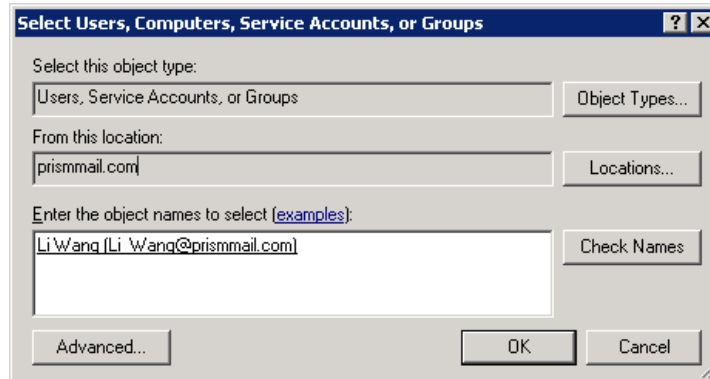 Select Users, Computers, Service Accounts, or Groups
Select this object type:
Users, Service Accounts, or Groups
Object Types...
From this location:
prismmail.com
Locations...
Enter the object names to select (examples):
Li Wang (Li_Wang@prismmail.com)
Check Names
Advanced...
OK
Cancel